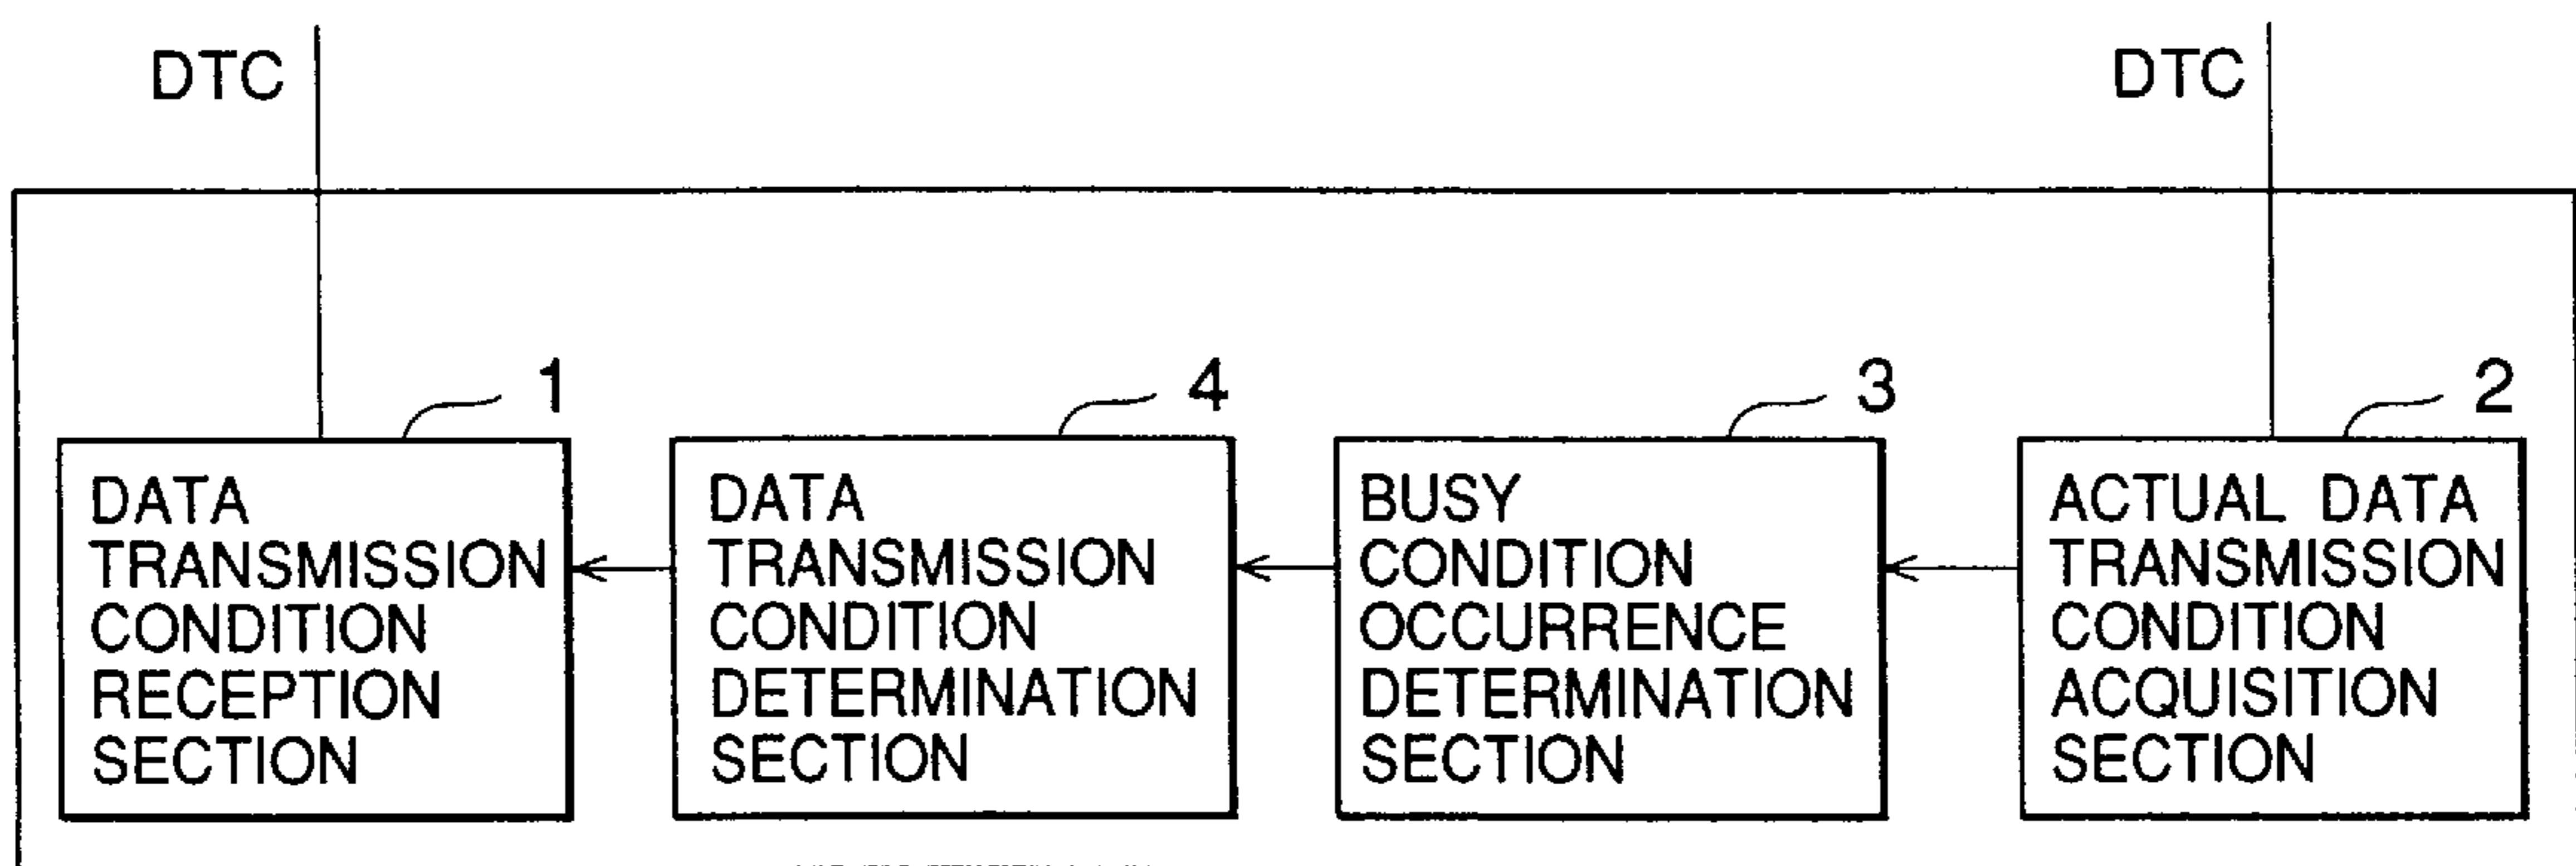 DTC
DTC
1
4
3
2
DATA
TRANSMISSION
CONDITION
RECEPTION
SECTION
DATA
TRANSMISSION
CONDITION
DETERMINATION
SECTION
BUSY
CONDITION
OCCURRENCE
DETERMINATION
SECTION
ACTUAL DATA
TRANSMISSION
CONDITION
ACQUISITION
SECTION